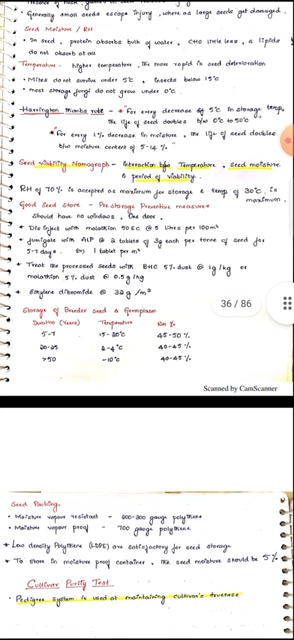 • Generally small seeds escape injury, where as large seeds get damaged.
Seed Moisture / RH
• In seed, protein absorbs bulk of water, CHO little less, & lipids do not absorb at all
Temperature - higher temperature, the more rapid is seed deterioration
• Mites do not survive under 5°C, insects below 15°C
• most storage fungi do not grow under 0°C.
Harrington thumbs rule - * For every decrease of 5°C in storage temp, the life of seed doubles b/w 0°C to 50°C.
* For every 1% decrease in moisture, the life of seed doubles b/w moisture content of 5-14%
Seed viability Nomograph - interaction b/w Temperature, Seed moisture & period of viability.
RH of 70% is accepted as maximum for storage & temp of 30°C is maximum.
Good Seed Store - Pre storage Preventive measures
Should have no windows, One door.
* Disinfect with malathion 50 EC @ 5 litres per 100m²
* fumigate with AlP @ 2 tablets of 3g each per tonne of seed for 5-7 days. (or) 1 tablet per m³
* Treat the processed seeds with BHC 5% dust @ 1g/kg or malathion 5% dust @ 0.5g/kg
* Ethylene dibromide @ 32g/m³
36 / 86
Storage of Breeder seed & Germplasm
Duration (Years) Temperature RH %
5-7 15-20°C 45-50%
20-25 2-4°C 40-45%
>50 -10°C 40-45%
Scanned by CamScanner
Seed Packing
• Moisture vapour resistant - 200-300 gauge polythene
• Moisture vapour proof - 700 gauge polythene
* Low density Polythene (LDPE) are satisfactory for seed storage
* To store in moisture proof container, the seed moisture should be 5%
Cultivar Purity Test
• Pedigree system is used at maintaining cultivar's trueness